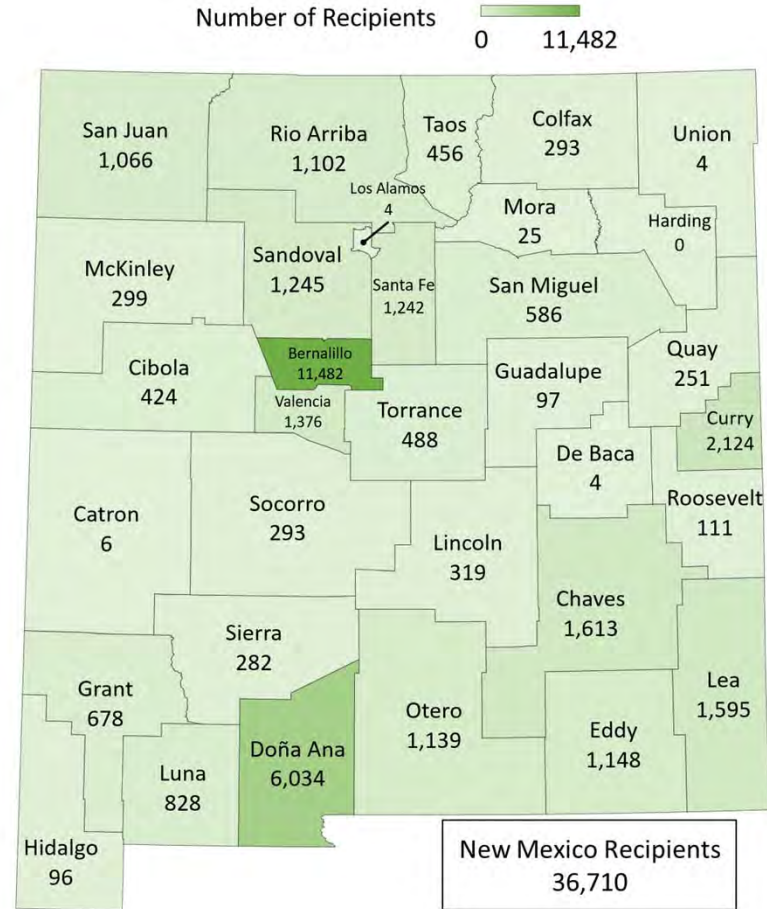 Number of Recipients
0 11,482
San Juan
1,066
Rio Arriba
1,102
Taos
456
Colfax
293
Union
4
Los Alamos
4
Mora
25
Harding
0
McKinley
299
Sandoval
1,245
Santa Fe
1,242
San Miguel
586
Cibola
424
Bernalillo
11,482
Valencia
1,376
Torrance
488
Guadalupe
97
Quay
251
Curry
2,124
De Baca
4
Roosevelt
111
Catron
6
Socorro
293
Lincoln
319
Chaves
1,613
Sierra
282
Grant
678
Lea
1,595
Otero
1,139
Eddy
1,148
Doña Ana
6,034
Luna
828
Hidalgo
96
New Mexico Recipients
36,710